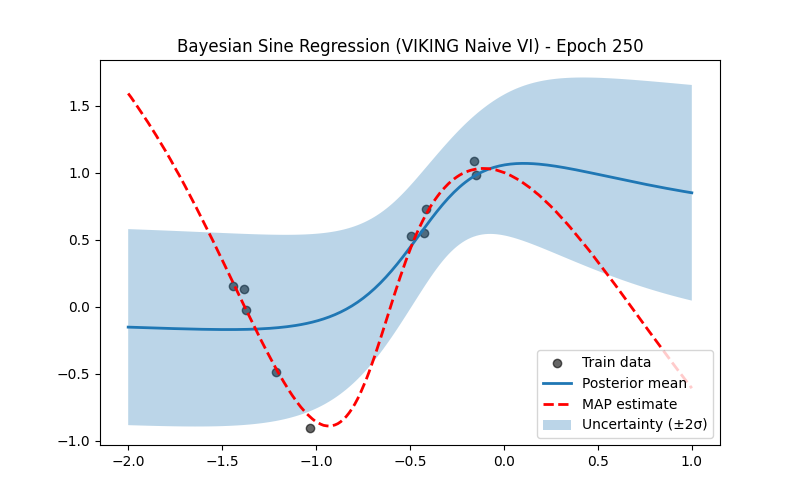 Bayesian Sine Regression (VIKING Naive VI) - Epoch 250
1.5
1.0
0.5
0.0
−0.5
−1.0
Train data
Posterior mean
MAP estimate
Uncertainty (±2σ)
−2.0 −1.5 −1.0 −0.5 0.0 0.5 1.0